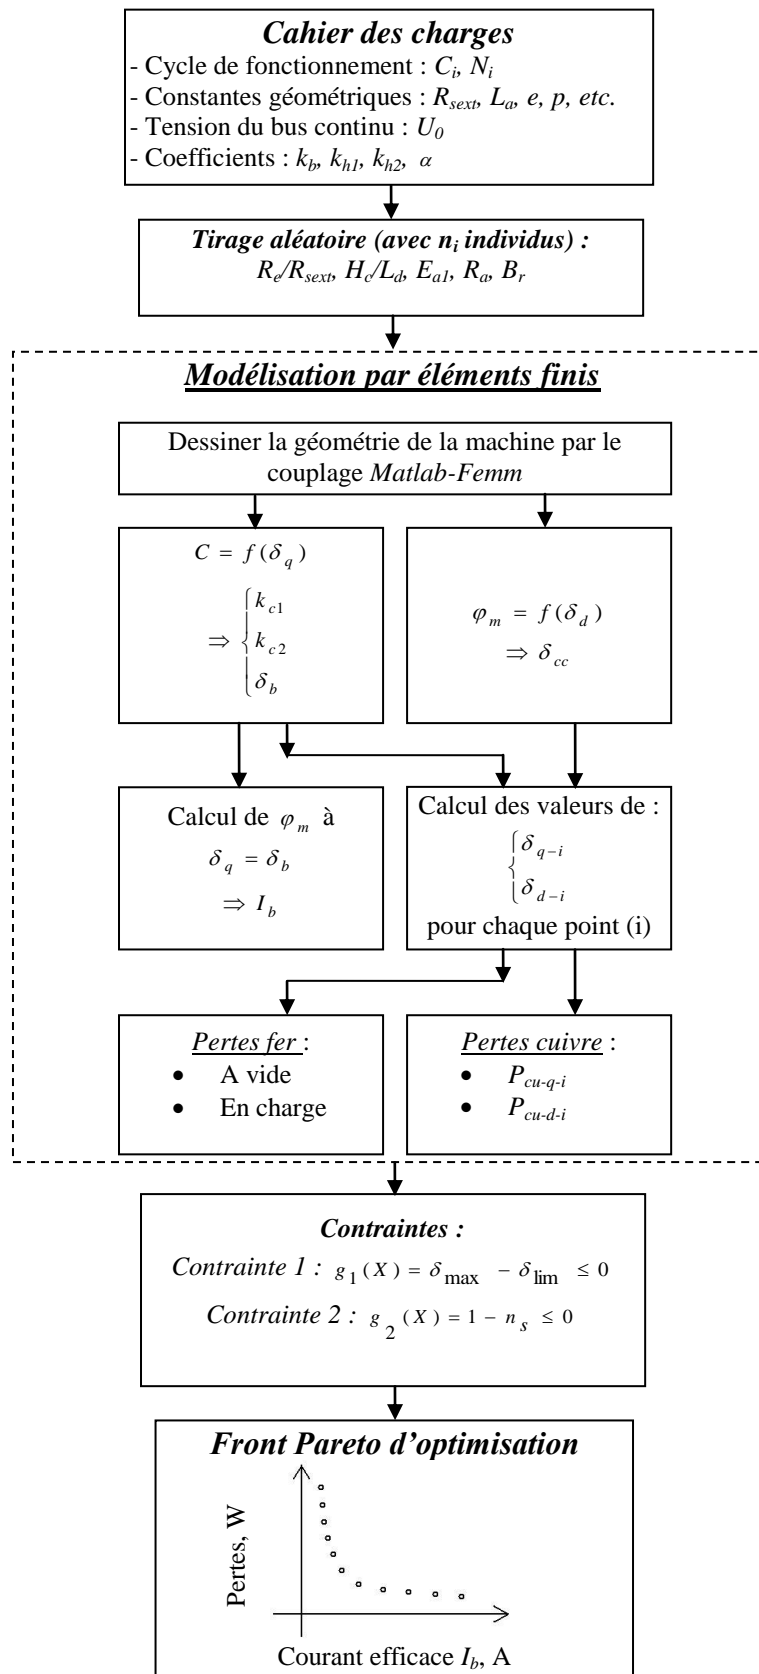 Cahier des charges
- Cycle de fonctionnement : C_i, N_i
- Constantes géométriques : R_sext, L_a, e, p, etc.
- Tension du bus continu : U_0
- Coefficients : k_b, k_h1, k_h2, α
Tirage aléatoire (avec n_i individus) :
R_e/R_sext, H_c/L_d, E_a1, R_a, B_r
Modélisation par éléments finis
Dessiner la géométrie de la machine par le
couplage Matlab-Femm
C = f(δ_q)
⇒ { k_c1
k_c2
δ_b
φ_m = f(δ_d)
⇒ δ_cc
Calcul de φ_m à
δ_q = δ_b
⇒ I_b
Calcul des valeurs de :
{ δ_q-i
δ_d-i
pour chaque point (i)
Pertes fer :
• A vide
• En charge
Pertes cuivre :
• P_cu-q-i
• P_cu-d-i
Contraintes :
Contrainte 1 : g_1(X) = δ_max − δ_lim ≤ 0
Contrainte 2 : g_2(X) = 1 − n_s ≤ 0
Front Pareto d'optimisation
Pertes, W
Courant efficace I_b, A